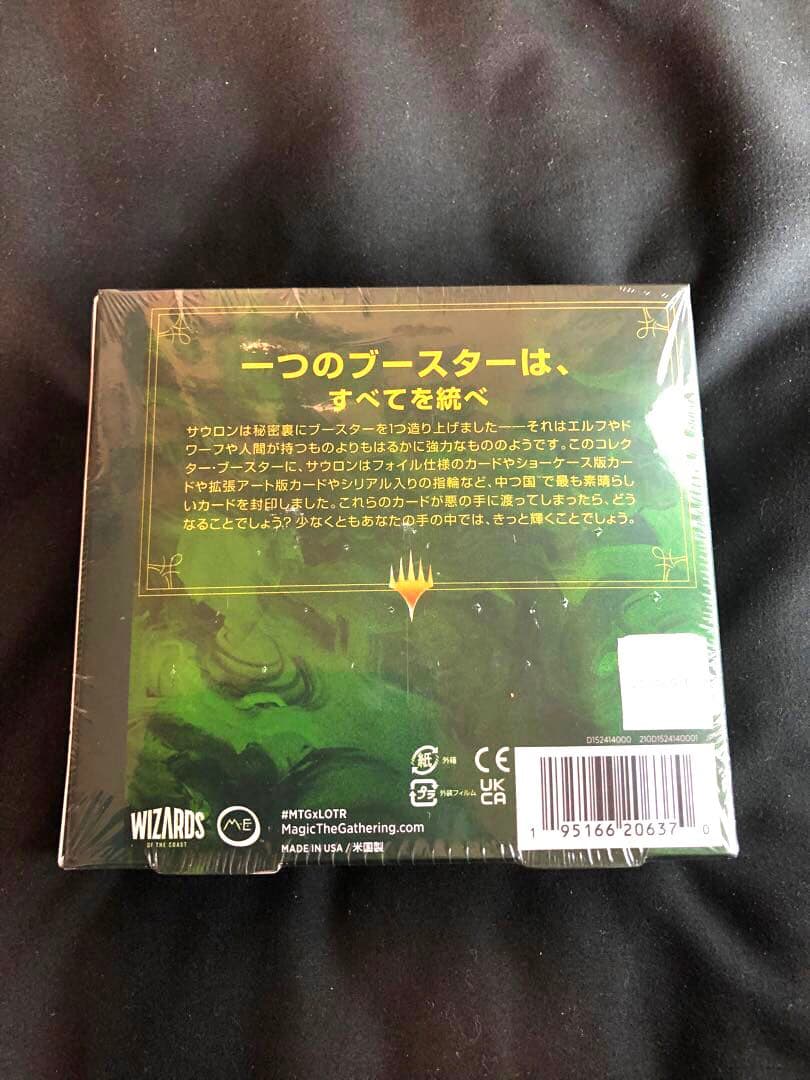 一つのブースターは、
すべてを統べ
サウロンは秘密裏にブースターを1つ造り上げました――それはエルフやド
ワーフや人間が持つものよりもはるかに強力なもののようです。このコレク
ター・ブースターに、サウロンはフォイル仕様のカードやショーケース版カー
ドや拡張アート版カードやシリアル入りの指輪など、中つ国で最も素晴らし
いカードを封印しました。これらのカードが悪の手に渡ってしまったら、どう
なることでしょう？少なくともあなたの手の中では、きっと輝くことでしょう。
D152414000 210D1524140001
紙 外箱 CE
プラ 外装フィルム UK
CA
WIZARDS
OF THE COAST
M-E
#MTGxLOTR
MagicTheGathering.com
MADE IN USA / 米国製
1 95166 20637 0